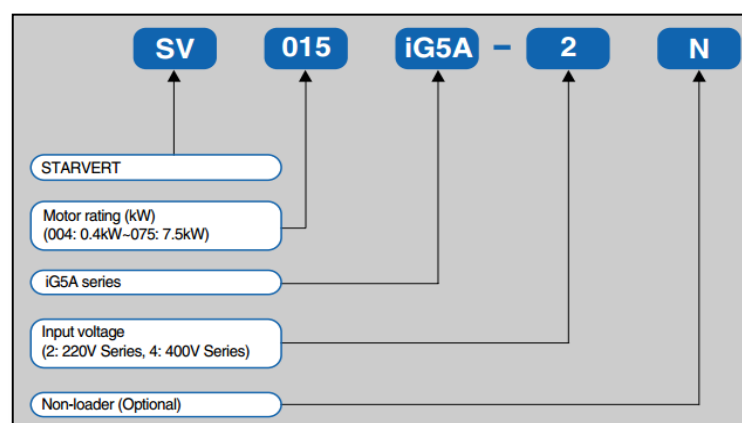 SV 015 iG5A - 2 N
STARVERT
Motor rating (kW)
(004: 0.4kW~075: 7.5kW)
iG5A series
Input voltage
(2: 220V Series, 4: 400V Series)
Non-loader (Optional)